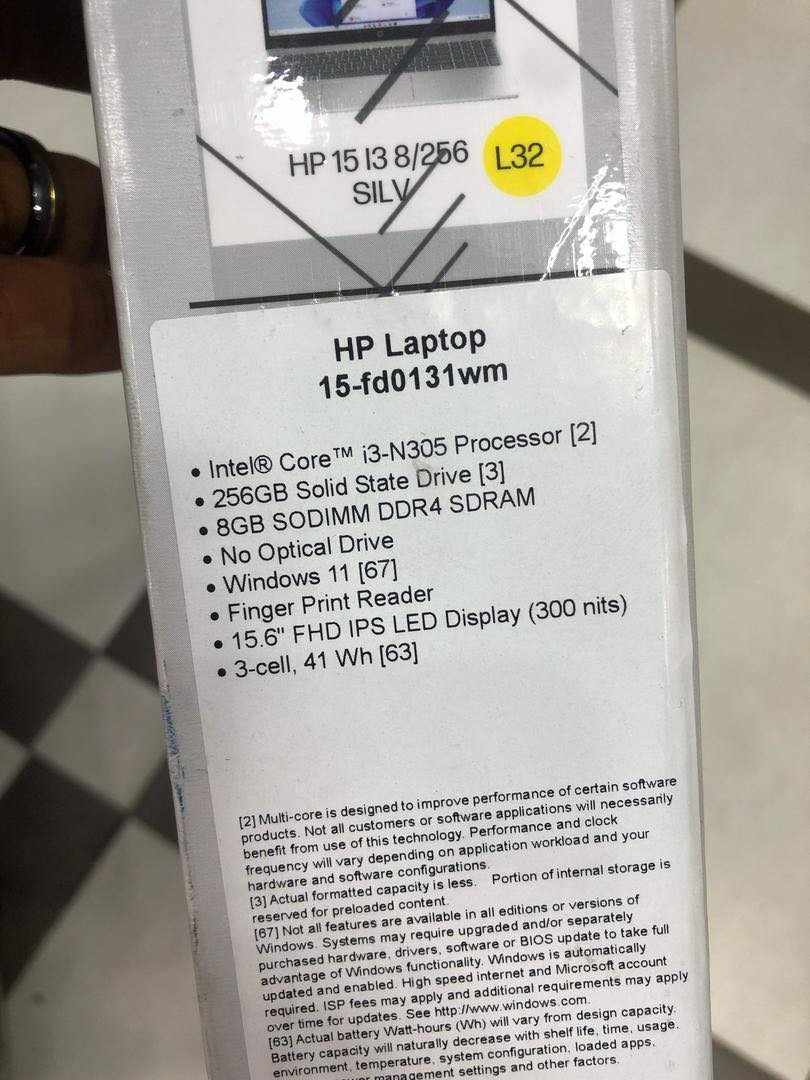 HP 15 I3 8/256
SILV
L32
HP Laptop
15-fd0131wm
• Intel® Core™ i3-N305 Processor [2]
• 256GB Solid State Drive [3]
• 8GB SODIMM DDR4 SDRAM
• No Optical Drive
• Windows 11 [67]
• Finger Print Reader
• 15.6" FHD IPS LED Display (300 nits)
• 3-cell, 41 Wh [63]
[2] Multi-core is designed to improve performance of certain software
products. Not all customers or software applications will necessarily
benefit from use of this technology. Performance and clock
frequency will vary depending on application workload and your
hardware and software configurations.
[3] Actual formatted capacity is less. Portion of internal storage is
reserved for preloaded content.
[67] Not all features are available in all editions or versions of
Windows. Systems may require upgraded and/or separately
purchased hardware, drivers, software or BIOS update to take full
advantage of Windows functionality. Windows is automatically
updated and enabled. High speed internet and Microsoft account
required. ISP fees may apply and additional requirements may apply
over time for updates. See http://www.windows.com.
[63] Actual battery Watt-hours (Wh) will vary from design capacity.
Battery capacity will naturally decrease with shelf life, time, usage.
environment, temperature, system configuration, loaded apps,
management settings and other factors.